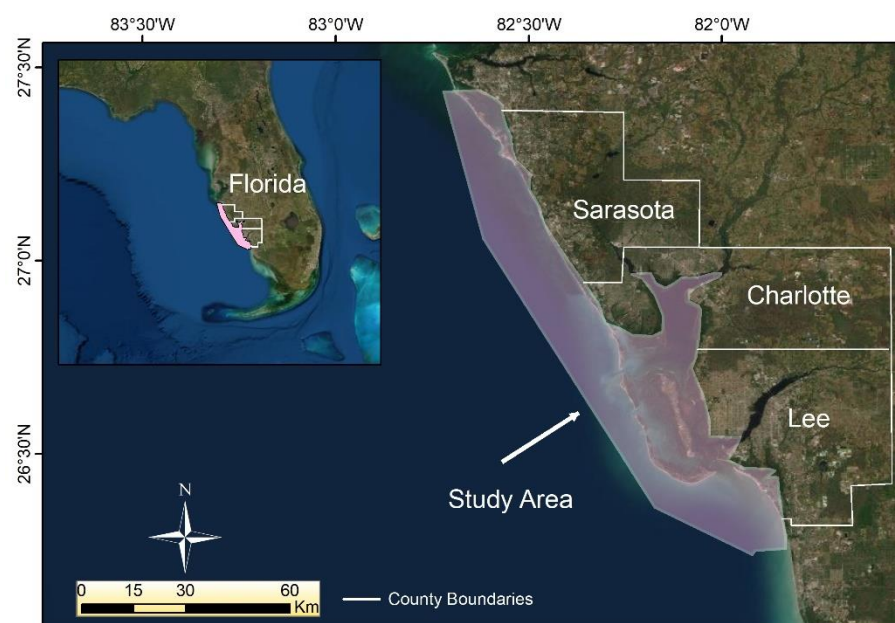 83°30'W 83°0'W 82°30'W 82°0'W
27°30'N
Florida
Sarasota
27°0'N
Charlotte
Lee
26°30'N
Study Area
N
0 15 30 60
Km
County Boundaries